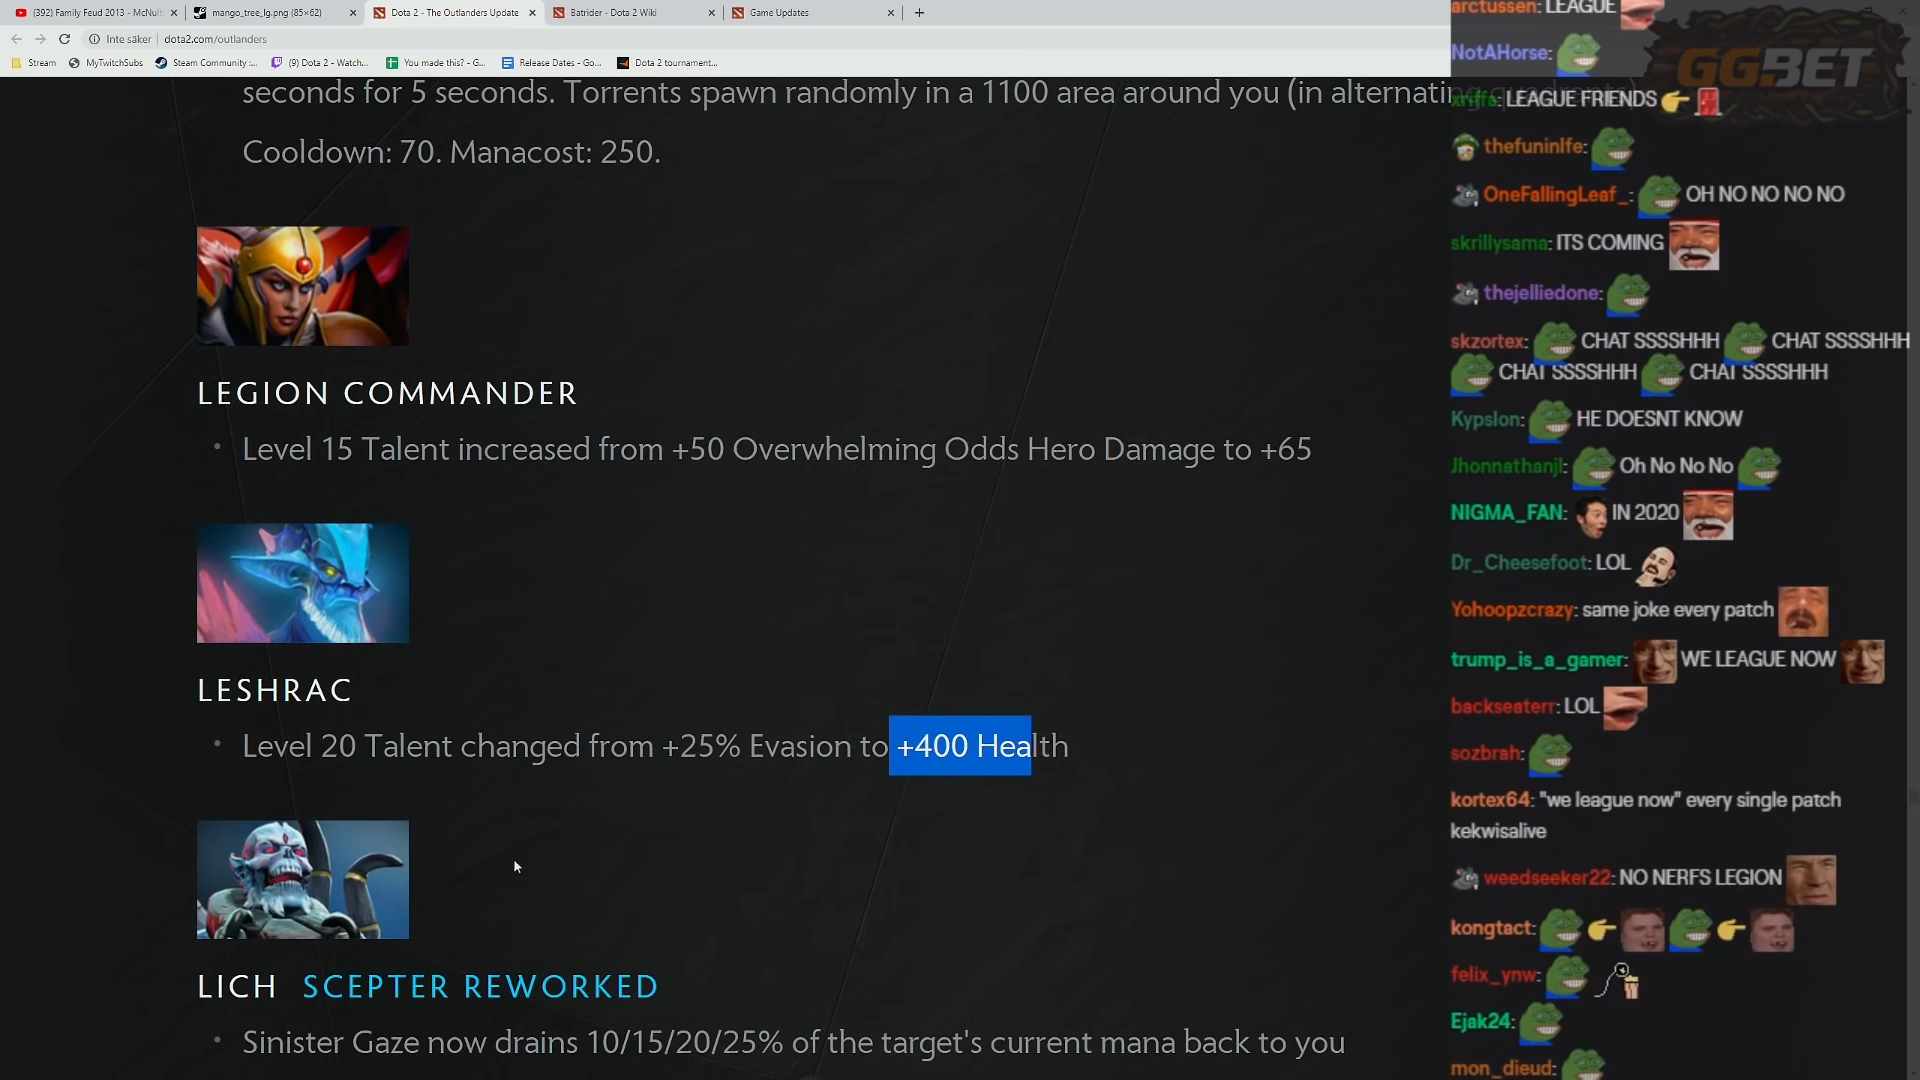 (392) Family Feud 2013 - McNult
mango_tree_lg.png (85×62)
Dota 2 - The Outlanders Update
Batrider - Dota 2 Wiki
Game Updates
Inte säker
dota2.com/outlanders
Stream
MyTwitchSubs
Steam Community :...
(9) Dota 2 - Watch...
You made this? - G...
Release Dates - Go...
Dota 2 tournament...
seconds for 5 seconds. Torrents spawn randomly in a 1100 area around you (in alternating quadrants)
Cooldown: 70. Manacost: 250.
LEGION COMMANDER
Level 15 Talent increased from +50 Overwhelming Odds Hero Damage to +65
LESHRAC
Level 20 Talent changed from +25% Evasion to +400 Health
LICH SCEPTER REWORKED
Sinister Gaze now drains 10/15/20/25% of the target's current mana back to you
GG.BET
arctussen: LEAGUE
NotAHorse:
xriffa: LEAGUE FRIENDS
thefuninlfe:
OneFallingLeaf_: OH NO NO NO NO
skrillysama: ITS COMING
thejelliedone:
skzortex: CHAT SSSSHHH CHAT SSSSHHH
CHAT SSSSHHH CHAT SSSSHHH
Kypslon: HE DOESNT KNOW
Jhonnathanjl: Oh No No No
NIGMA_FAN: IN 2020
Dr_Cheesefoot: LOL
Yohoopzcrazy: same joke every patch
trump_is_a_gamer: WE LEAGUE NOW
backseaterr: LOL
sozbrah:
kortex64: "we league now" every single patch
kekwisalive
weedseeker22: NO NERFS LEGION
kongtact:
felix_ynw:
Ejak24:
mon_dieud: